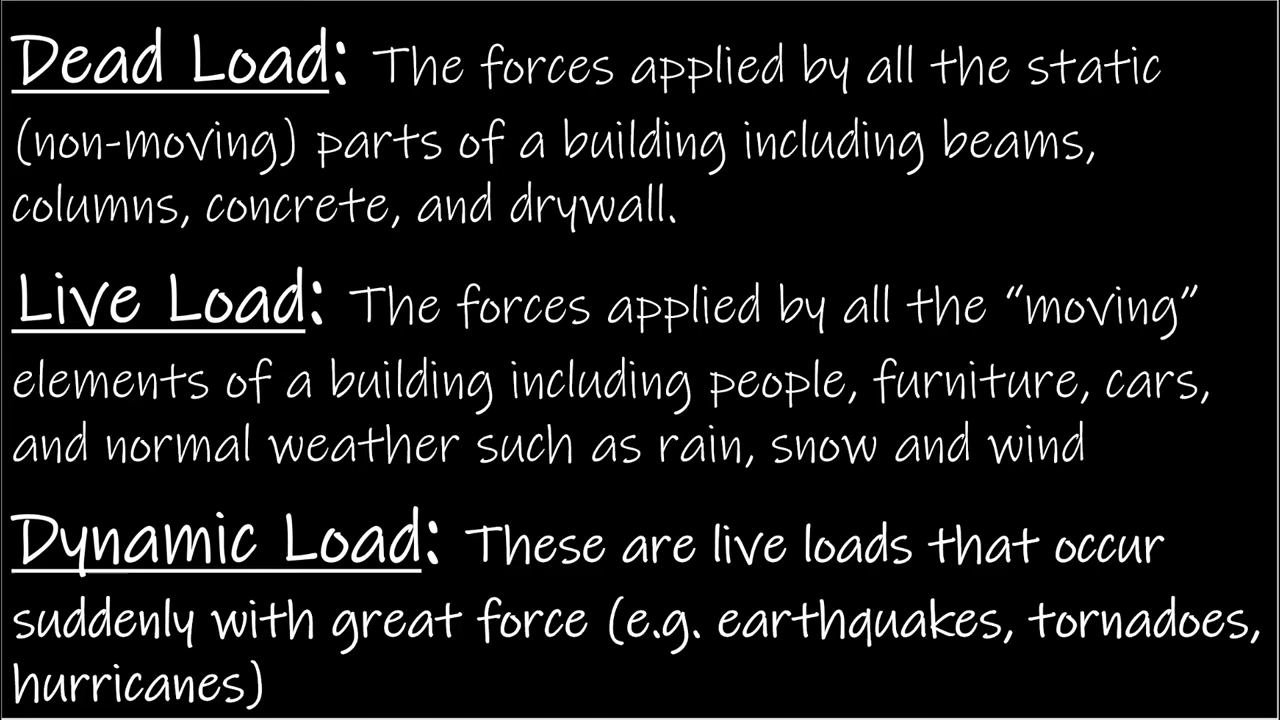 Dead Load: The forces applied by all the static
(non-moving) parts of a building including beams,
columns, concrete, and drywall.
Live Load: The forces applied by all the “moving”
elements of a building including people, furniture, cars,
and normal weather such as rain, snow and wind
Dynamic Load: These are live loads that occur
suddenly with great force (e.g. earthquakes, tornadoes,
hurricanes)